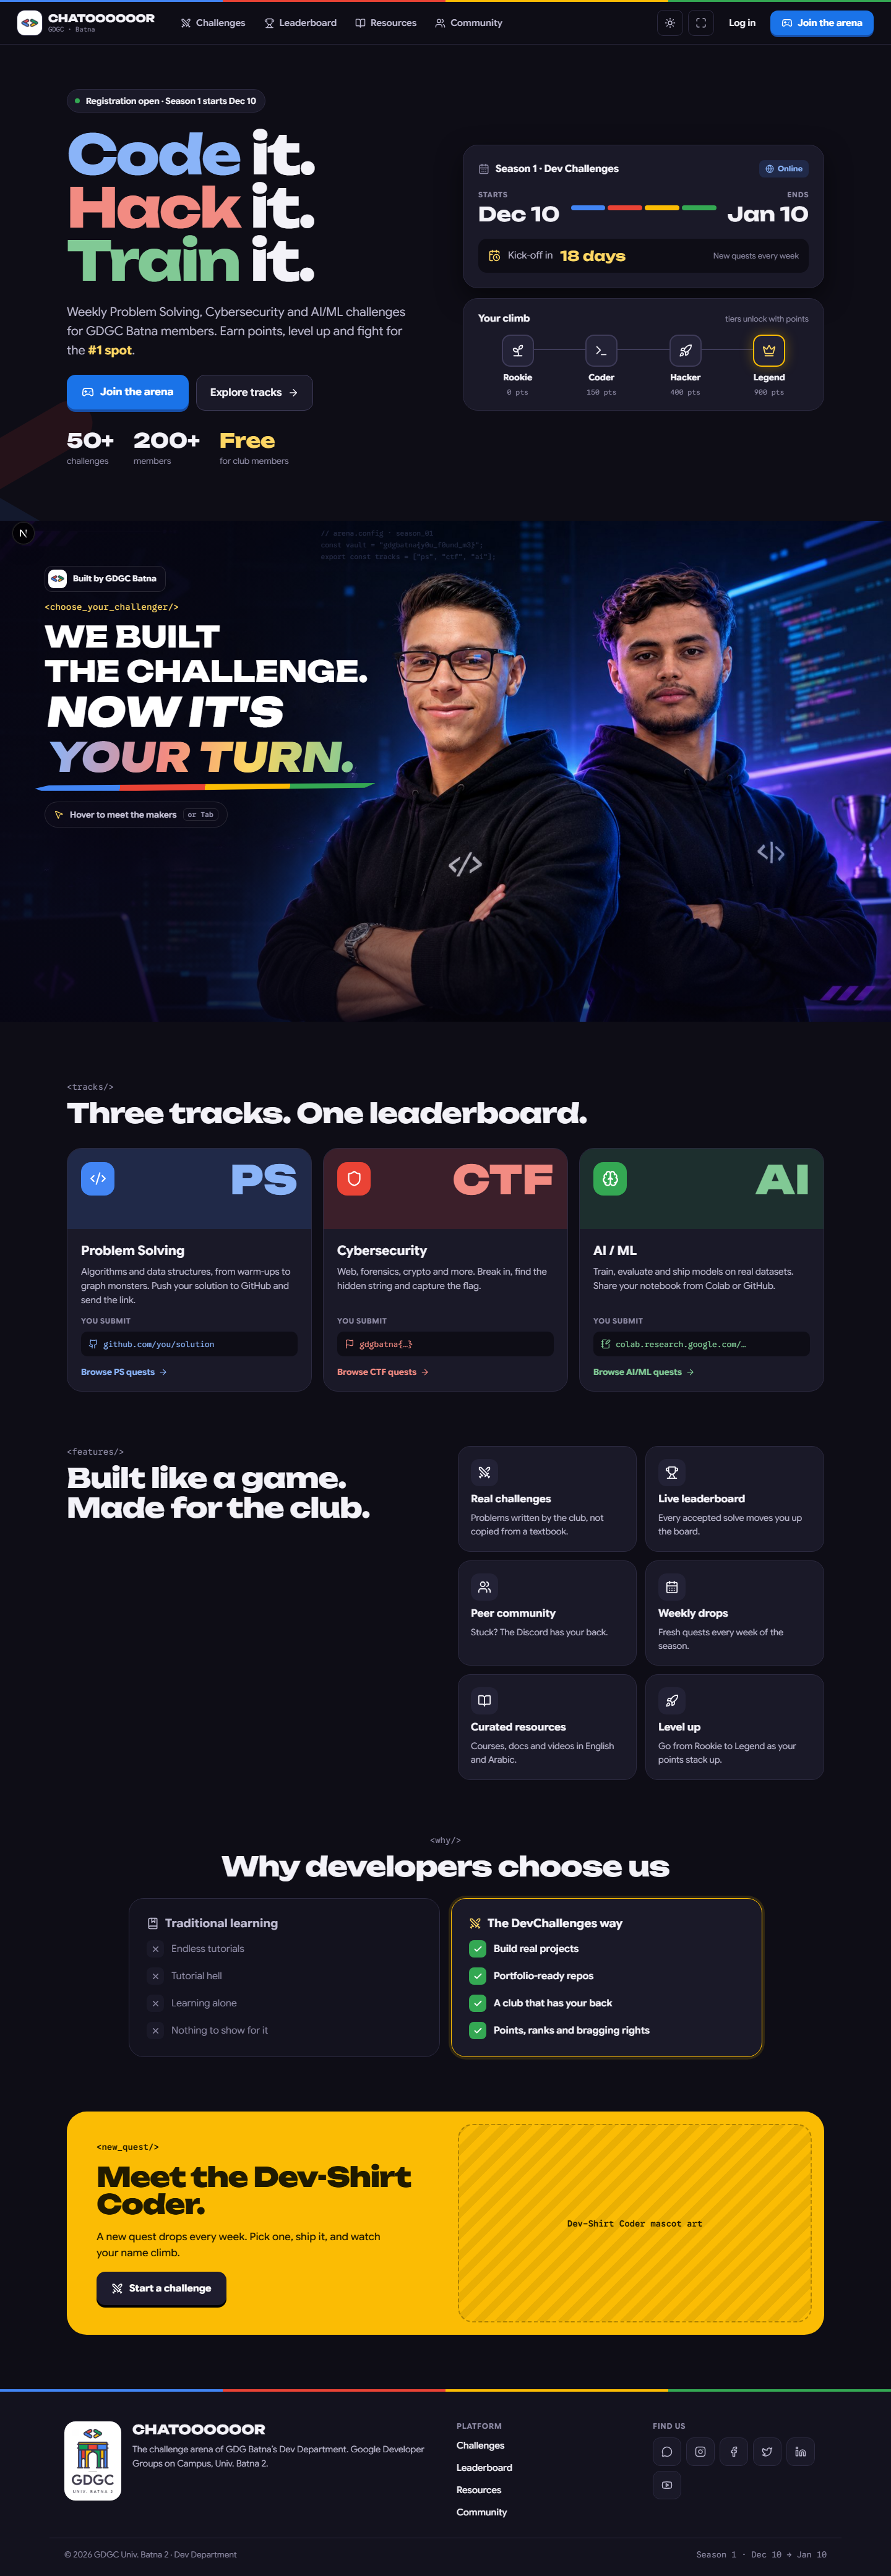 CHATOOOOOOR
GDGC · Batna
Challenges
Leaderboard
Resources
Community
Log in
Join the arena
Registration open · Season 1 starts Dec 10
Code it.
Hack it.
Train it.
Weekly Problem Solving, Cybersecurity and AI/ML challenges
for GDGC Batna members. Earn points, level up and fight for
the #1 spot.
Join the arena
Explore tracks
50+
challenges
200+
members
Free
for club members
Season 1 · Dev Challenges
Online
STARTS
Dec 10
ENDS
Jan 10
Kick-off in 18 days
New quests every week
Your climb
tiers unlock with points
Rookie
0 pts
Coder
150 pts
Hacker
400 pts
Legend
900 pts
N
// arena.config · season_01
const vault = "gdgbatna{y0u_f0und_m3}";
export const tracks = ["ps", "ctf", "ai"];
Built by GDGC Batna
<choose_your_challenger/>
WE BUILT
THE CHALLENGE.
NOW IT'S
YOUR TURN.
Hover to meet the makers or Tab
</>
<|>
</>
<tracks/>
Three tracks. One leaderboard.
PS
Problem Solving
Algorithms and data structures, from warm-ups to
graph monsters. Push your solution to GitHub and
send the link.
YOU SUBMIT
github.com/you/solution
Browse PS quests
CTF
Cybersecurity
Web, forensics, crypto and more. Break in, find the
hidden string and capture the flag.
YOU SUBMIT
gdgbatna{…}
Browse CTF quests
AI
AI / ML
Train, evaluate and ship models on real datasets.
Share your notebook from Colab or GitHub.
YOU SUBMIT
colab.research.google.com/…
Browse AI/ML quests
<features/>
Built like a game.
Made for the club.
Real challenges
Problems written by the club, not
copied from a textbook.
Live leaderboard
Every accepted solve moves you up
the board.
Peer community
Stuck? The Discord has your back.
Weekly drops
Fresh quests every week of the
season.
Curated resources
Courses, docs and videos in English
and Arabic.
Level up
Go from Rookie to Legend as your
points stack up.
<why/>
Why developers choose us
Traditional learning
Endless tutorials
Tutorial hell
Learning alone
Nothing to show for it
The DevChallenges way
Build real projects
Portfolio-ready repos
A club that has your back
Points, ranks and bragging rights
<new_quest/>
Meet the Dev-Shirt
Coder.
A new quest drops every week. Pick one, ship it, and watch
your name climb.
Start a challenge
Dev-Shirt Coder mascot art
GDGC
UNIV. BATNA 2
CHATOOOOOOR
The challenge arena of GDG Batna's Dev Department. Google Developer
Groups on Campus, Univ. Batna 2.
PLATFORM
Challenges
Leaderboard
Resources
Community
FIND US
© 2026 GDGC Univ. Batna 2 · Dev Department
Season 1 · Dec 10 → Jan 10